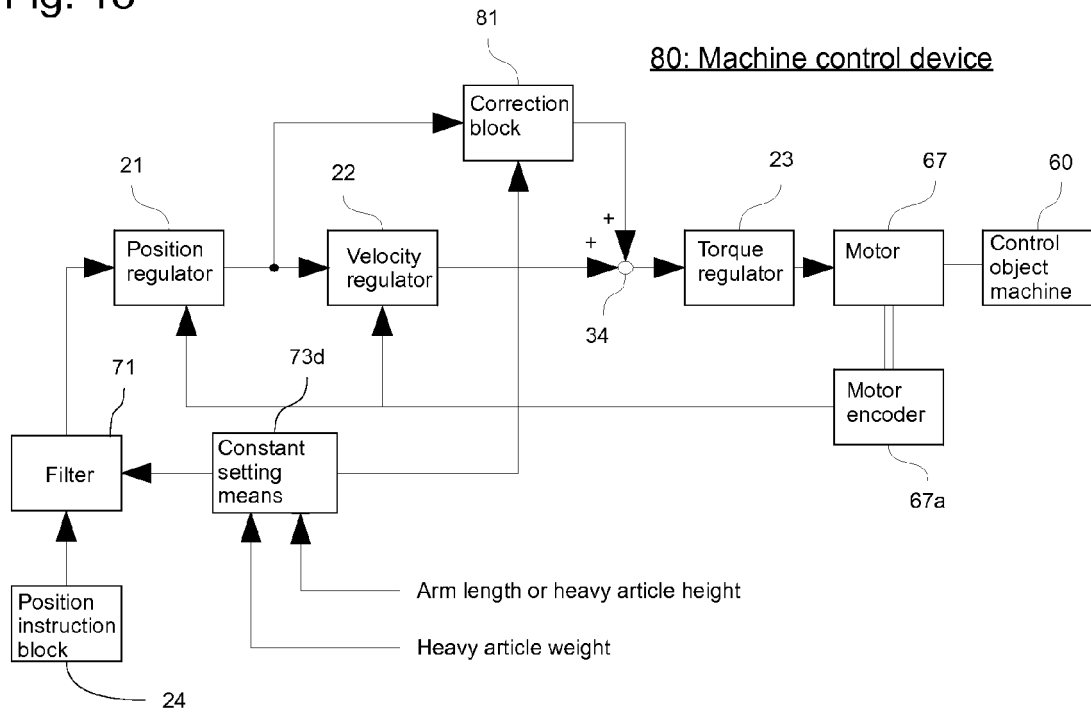 Fig.
81
80: Machine control device
Correction
block
21
22
23
67
60
+
+
Position
regulator
Velocity
regulator
Torque
regulator
Motor
Control
object
machine
34
73d
71
Motor
encoder
Filter
Constant
setting
means
67a
Position
instruction
block
Arm length or heavy article height
Heavy article weight
24